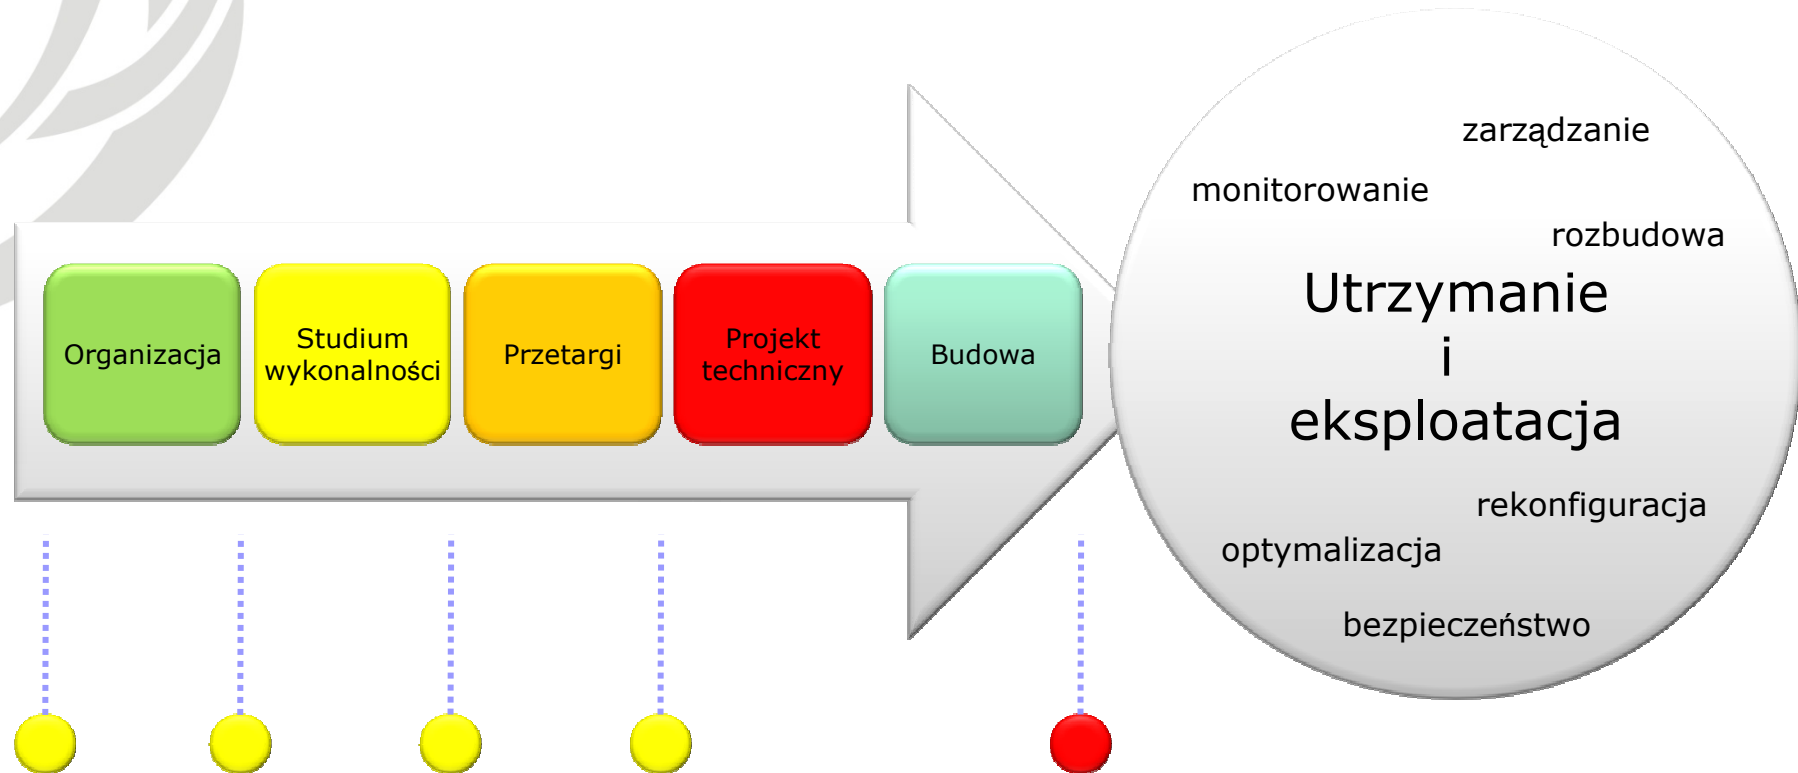 Organizacja
Studium
wykonalności
Przetargi
Projekt
techniczny
Budowa
zarządzanie
monitorowanie
rozbudowa
Utrzymanie
i
eksploatacja
rekonfiguracja
optymalizacja
bezpieczeństwo